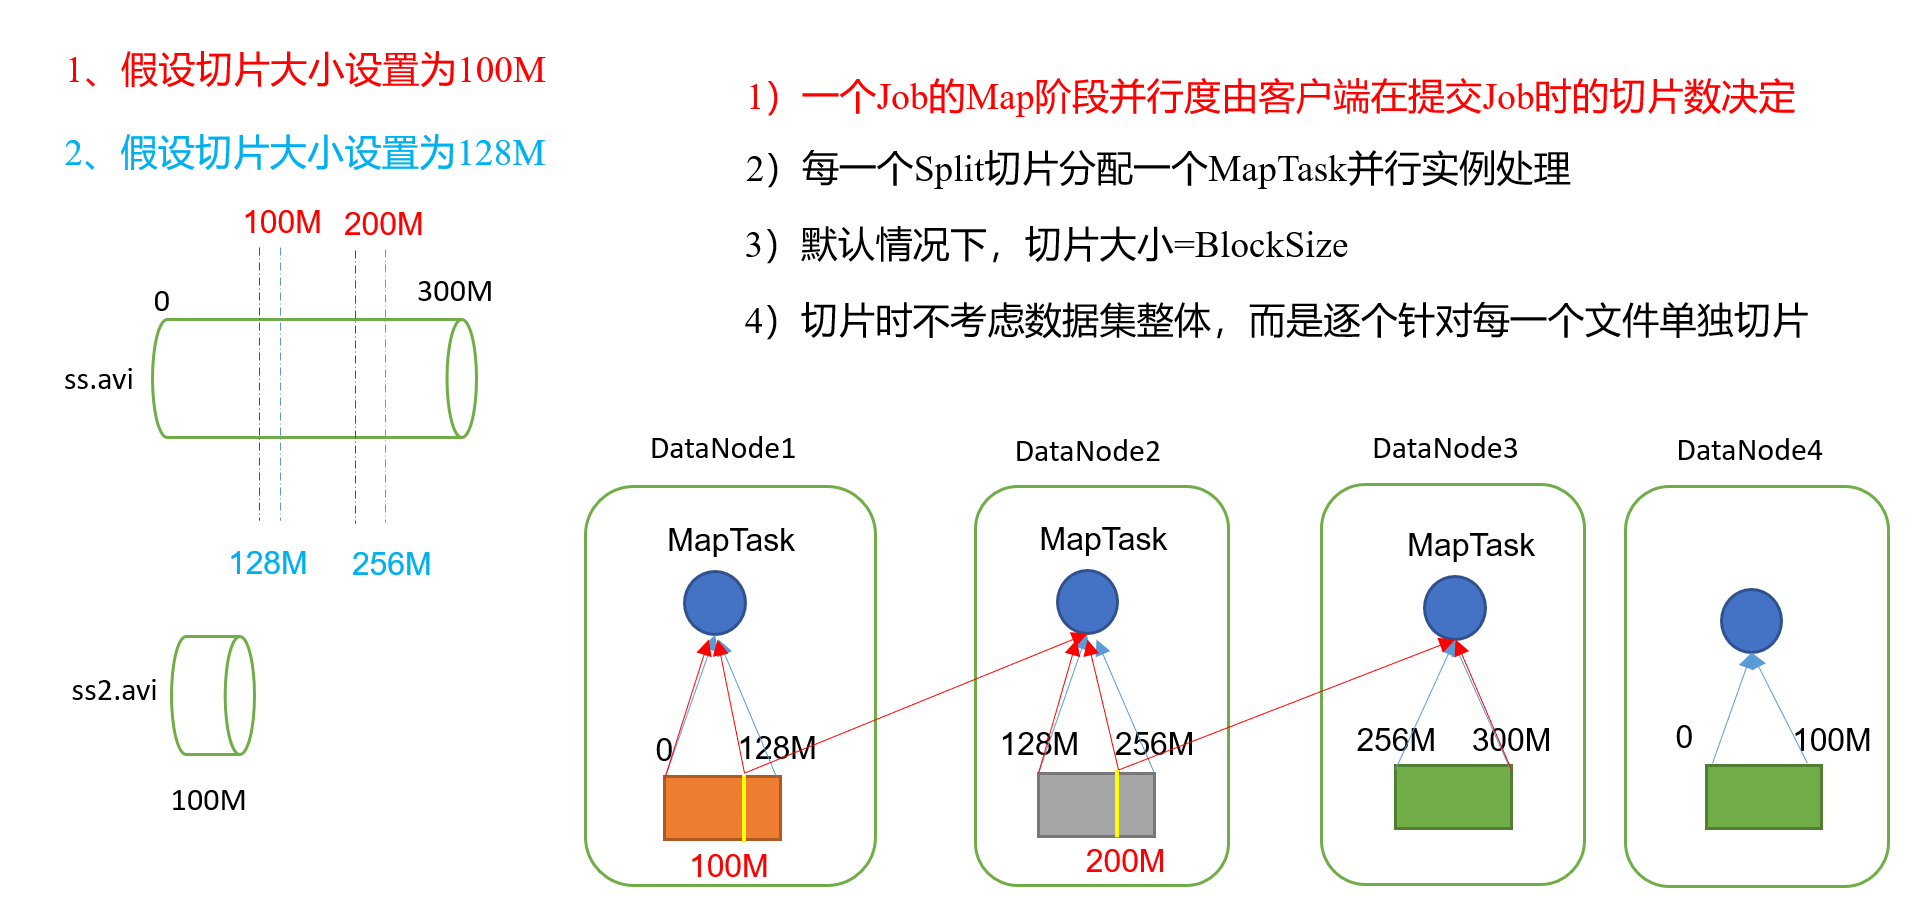 1、假设切片大小设置为100M
2、假设切片大小设置为128M
1）一个Job的Map阶段并行度由客户端在提交Job时的切片数决定
2）每一个Split切片分配一个MapTask并行实例处理
3）默认情况下，切片大小=BlockSize
4）切片时不考虑数据集整体，而是逐个针对每一个文件单独切片
100M
200M
0
300M
ss.avi
128M
256M
ss2.avi
100M
DataNode1
MapTask
0
128M
100M
DataNode2
MapTask
128M
256M
200M
DataNode3
MapTask
256M
300M
DataNode4
0
100M